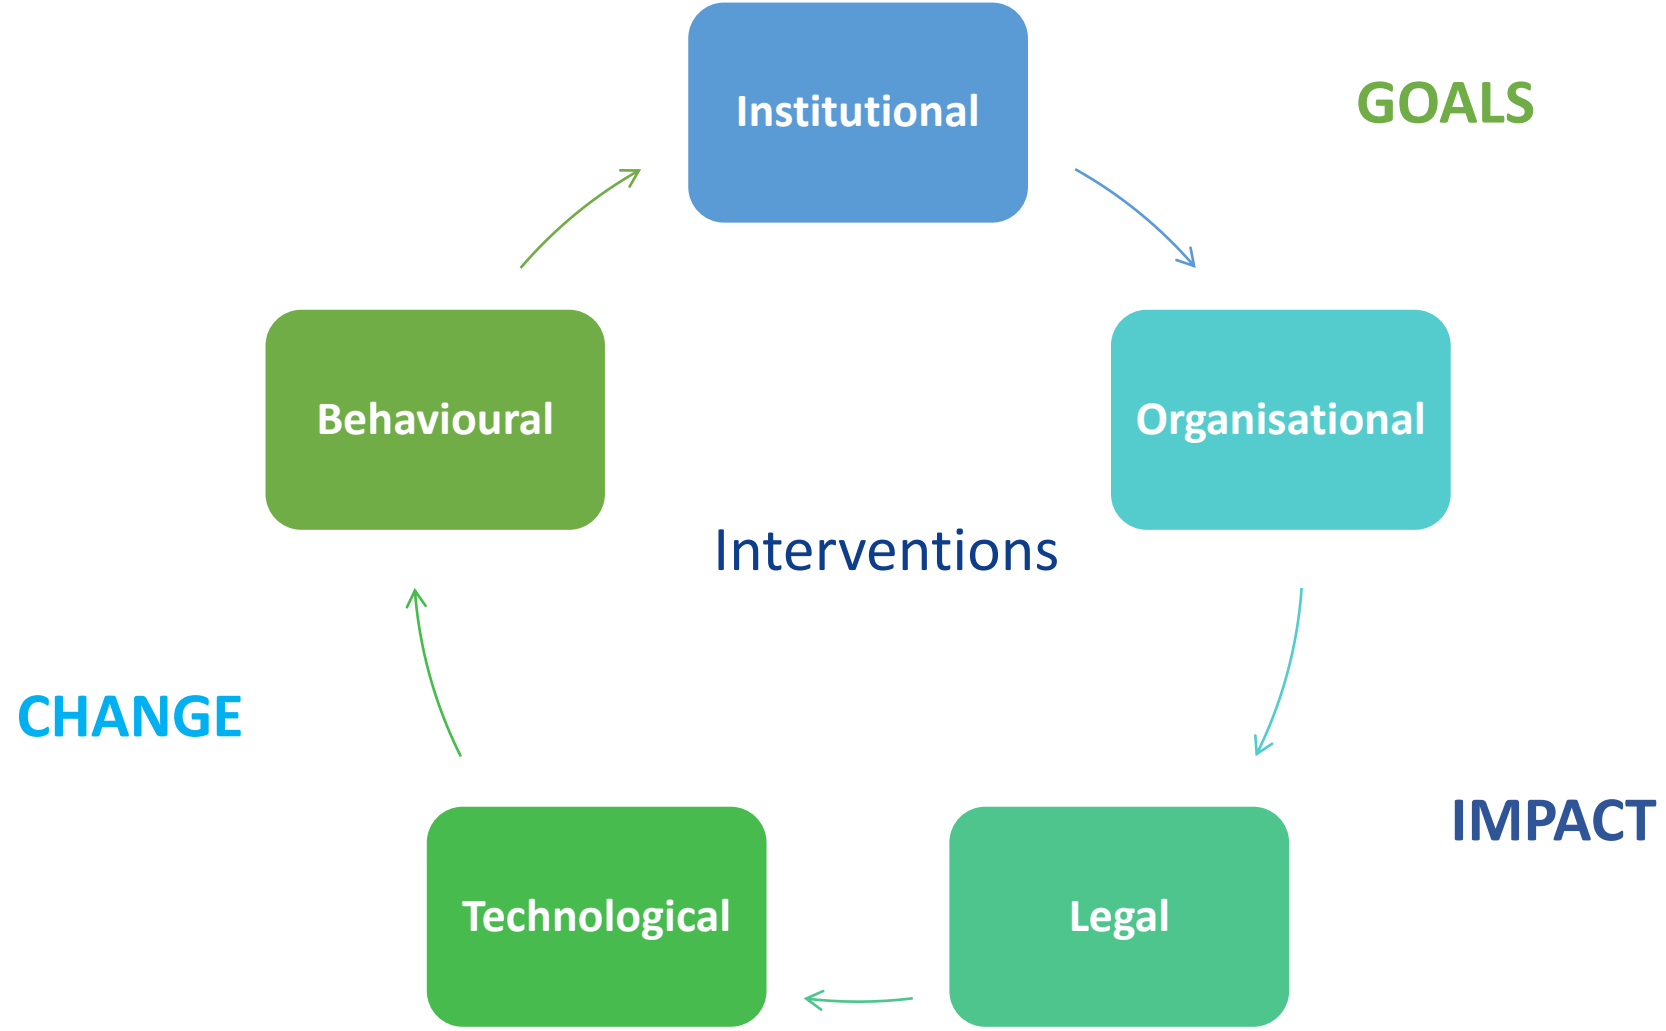 Institutional
GOALS
Behavioural
Organisational
Interventions
CHANGE
IMPACT
Technological
Legal